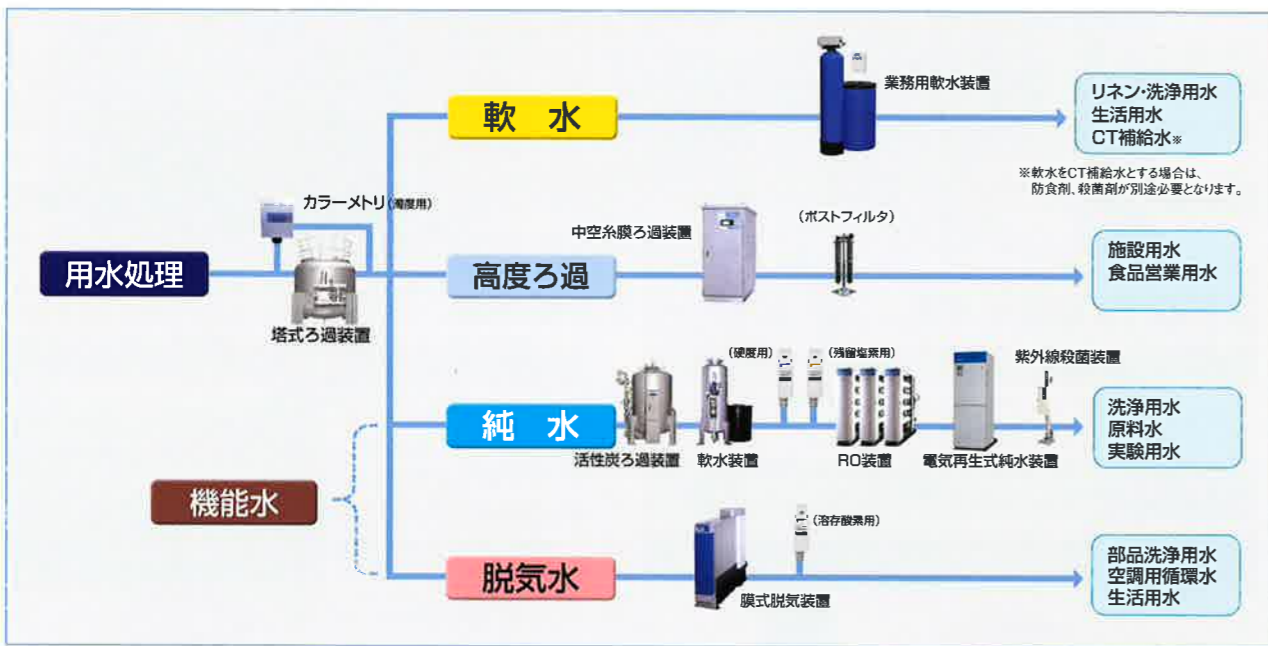 軟 水
業務用軟水装置
リネン・洗浄用水
生活用水
CT補給水※
※軟水をCT補給水とする場合は、
防食剤、殺菌剤が別途必要となります。
カラーメトリ(濁度用)
用水処理
塔式ろ過装置
高度ろ過
中空糸膜ろ過装置
(ポストフィルタ)
施設用水
食品営業用水
純 水
活性炭ろ過装置
軟水装置
(硬度用)
(残留塩素用)
RO装置
電気再生式純水装置
紫外線殺菌装置
洗浄用水
原料水
実験用水
機能水
脱気水
膜式脱気装置
(溶存酸素用)
部品洗浄用水
空調用循環水
生活用水